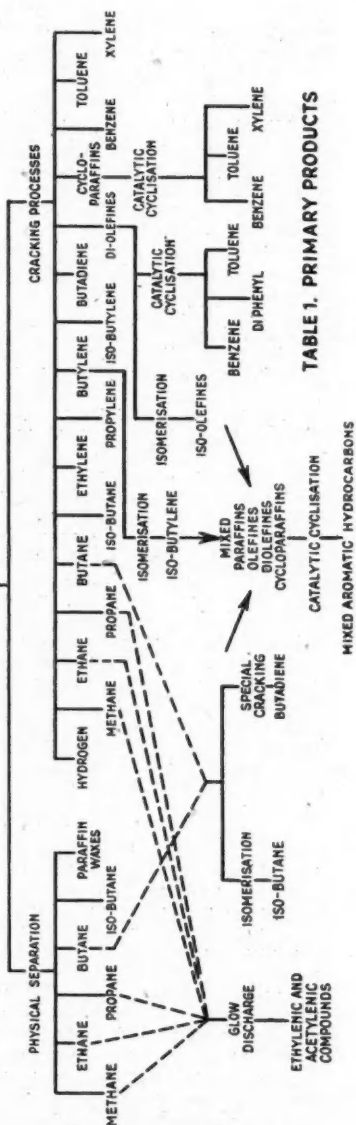 PHYSICAL SEPARATION
METHANE
ETHANE
PROPANE
BUTANE
ISO-BUTANE
PARAFFIN
WAKES
CRACKING PROCESSES
HYDROGEN
METHANE
ETHANE
PROPANE
BUTANE
ISO-BUTANE
ETHYLENE
PROPYLENE
BUTYLENE
ISO-BUTYLENE
BUTADIENE
DI-OLEFINES
CYCLO-
PARAFFINS
BENZENE
TOLUENE
XYLENE
GLOW
DISCHARGE
ETHYLENIC AND
ACETYLENIC
COMPOUNDS
ISOMERISATION
ISO-BUTANE
SPECIAL
CRACKING
BUTADIENE
ISOMERISATION
ISO-BUTYLENE
ISOMERISATION
ISO-OLEFINES
CATALYTIC
CYCLISATION
BENZENE
DI PHENYL
TOLUENE
CATALYTIC
CYCLISATION
BENZENE
TOLUENE
XYLENE
MIXED
PARAFFINS
OLEFINES
DIOLEFINES
CYCLOPARAFFINS
CATALYTIC CYCLISATION
MIXED AROMATIC HYDROCARBONS
TABLE 1. PRIMARY PRODUCTS